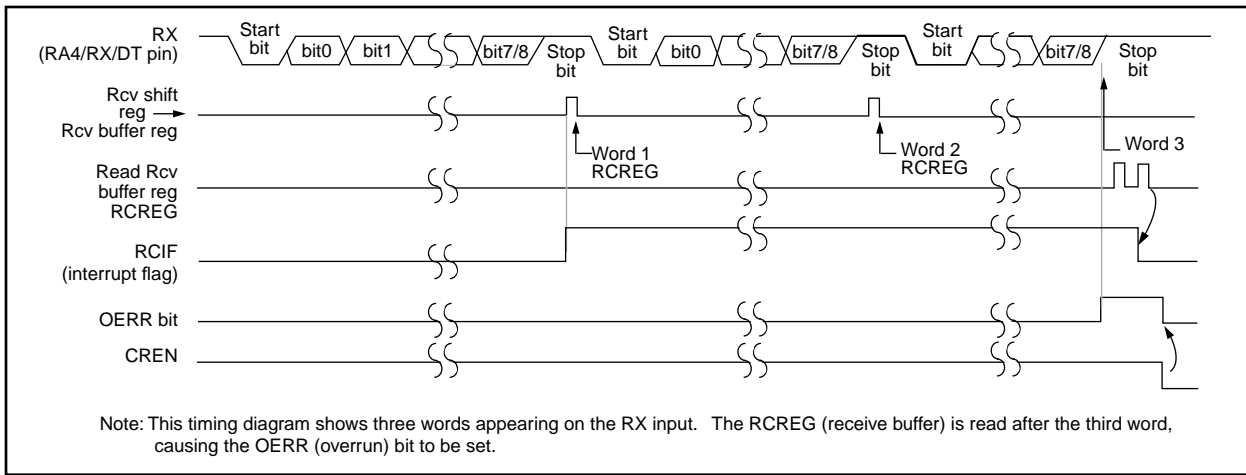 RX
(RA4/RX/DT pin)
Start
bit
bit0
bit1
bit7/8
Stop
bit
Start
bit
bit0
bit7/8
Stop
bit
Start
bit
bit7/8
Stop
bit
Rcv shift
reg
Rcv buffer reg
Word 1
RCREG
Word 2
RCREG
Word 3
Read Rcv
buffer reg
RCREG
RCIF
(interrupt flag)
OERR bit
CREN
Note: This timing diagram shows three words appearing on the RX input. The RCREG (receive buffer) is read after the third word,
causing the OERR (overrun) bit to be set.